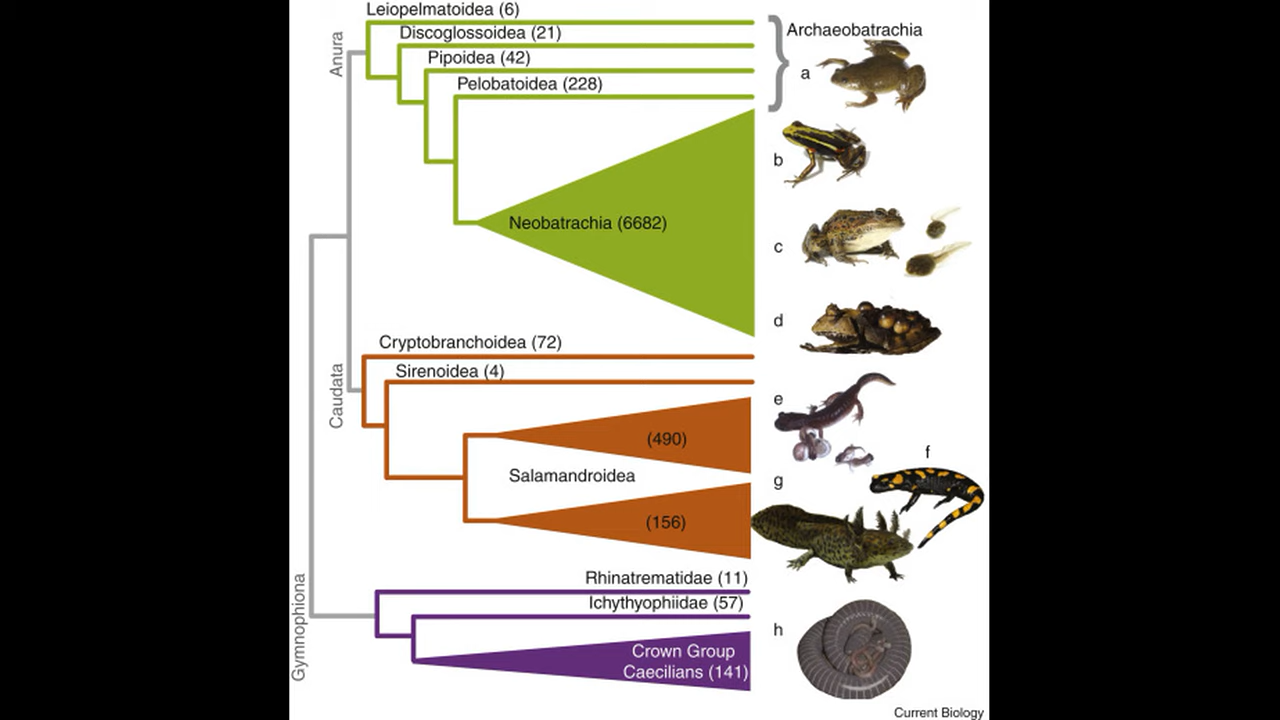 Leiopelmatoidea (6)
Anura
Discoglossoidea (21)
Archaeobatrachia
Pipoidea (42)
a
Pelobatoidea (228)
b
Neobatrachia (6682)
c
d
Cryptobranchoidea (72)
Caudata
Sirenoidea (4)
e
(490)
f
Salamandroidea
g
(156)
Rhinatrematidae (11)
Ichythyophiidae (57)
Gymnophiona
h
Crown Group
Caecilians (141)
Current Biology